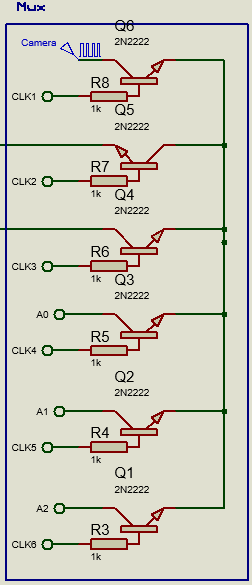 Mux
Q6
2N2222
Camera
CLK1
R8
1k
Q5
2N2222
CLK2
R7
1k
Q4
2N2222
CLK3
R6
1k
Q3
2N2222
A0
CLK4
R5
1k
Q2
2N2222
A1
CLK5
R4
1k
Q1
2N2222
A2
CLK6
R3
1k